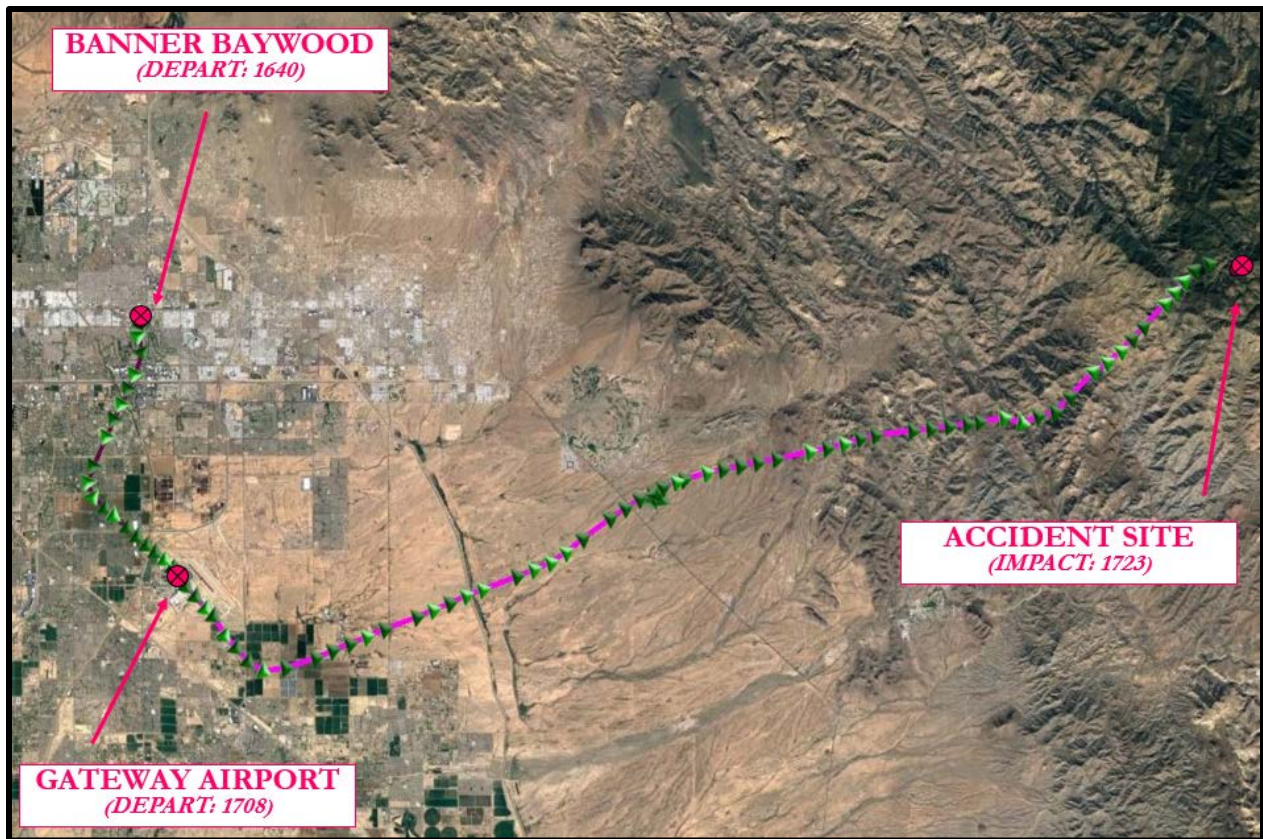 BANNER BAYWOOD
(DEPART: 1640)
ACCIDENT SITE
(IMPACT: 1723)
GATEWAY AIRPORT
(DEPART: 1708)